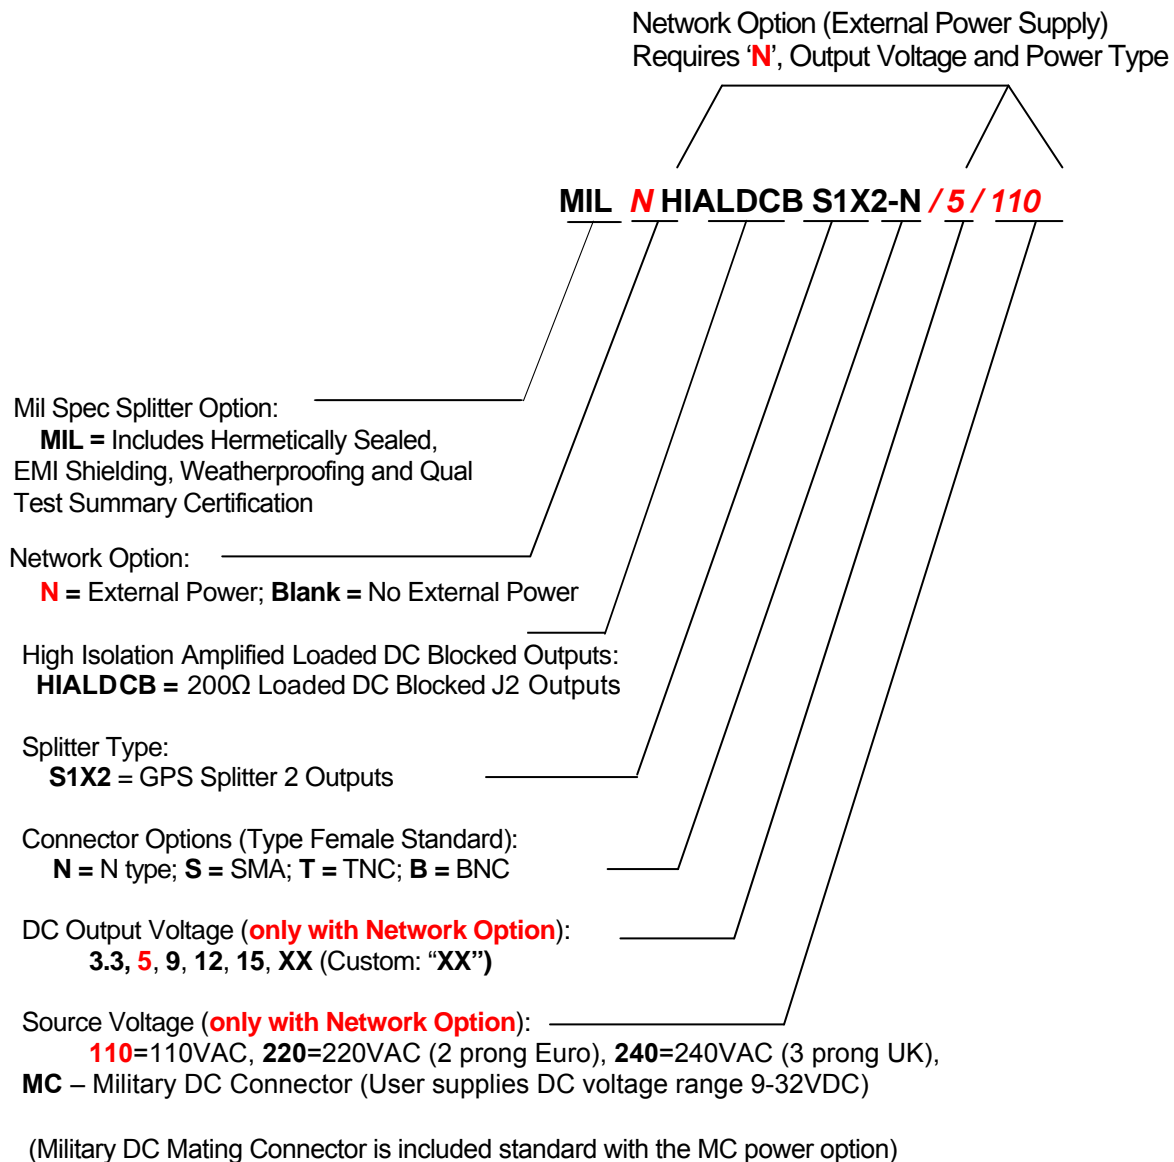 Network Option (External Power Supply)
Requires ‘N’, Output Voltage and Power Type
MIL N HIALDCB S1X2-N / 5 / 110
Mil Spec Splitter Option:
MIL = Includes Hermetically Sealed,
EMI Shielding, Weatherproofing and Qual
Test Summary Certification
Network Option:
N = External Power; Blank = No External Power
High Isolation Amplified Loaded DC Blocked Outputs:
HIALDCB = 200Ω Loaded DC Blocked J2 Outputs
Splitter Type:
S1X2 = GPS Splitter 2 Outputs
Connector Options (Type Female Standard):
N = N type; S = SMA; T = TNC; B = BNC
DC Output Voltage (only with Network Option):
3.3, 5, 9, 12, 15, XX (Custom: “XX”)
Source Voltage (only with Network Option):
110=110VAC, 220=220VAC (2 prong Euro), 240=240VAC (3 prong UK),
MC – Military DC Connector (User supplies DC voltage range 9-32VDC)
(Military DC Mating Connector is included standard with the MC power option)